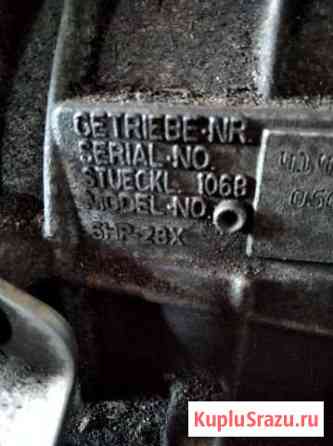 GETRIEBE-NR.
SERIAL-NO.
STUECKL. 1068
MODEL-NO.
6HP-28X
KupluSrazu.ru